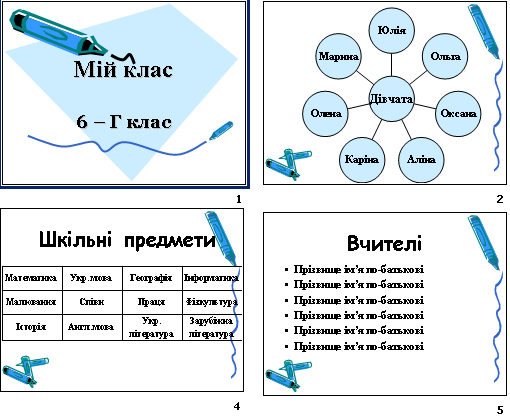 Мій клас
6 – Г клас
1
Юлія
Марина
Ольга
Дівчата
Олена
Оксана
Каріна
Аліна
2
Шкільні предмети
Математика Укр.мова Географія Інформатика
Малювання Співи Праця Фізкультура
Історія Англ.мова Укр. література Зарубіжна література
4
Вчителі
• Прізвище ім'я по-батькові
• Прізвище ім'я по-батькові
• Прізвище ім'я по-батькові
• Прізвище ім'я по-батькові
• Прізвище ім'я по-батькові
• Прізвище ім'я по-батькові
5